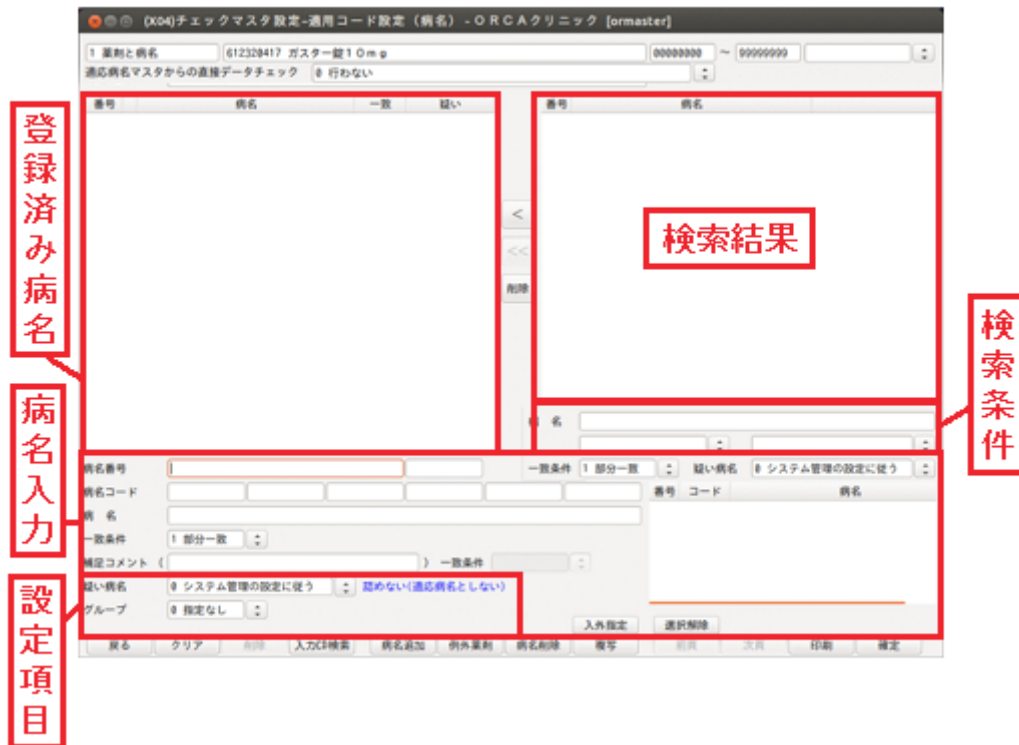 (X04)チェックマスタ設定-適用コード設定（病名）-ＯＲＣＡクリニック [ormaster]
1 薬剤と病名 612320417 ガスター錠１０ｍｇ 00000000 ～ 99999999
適応病名マスタからの直接データチェック 0 行わない
番号 病名 一致 疑い 番号 病名
登録済み病名
<
<<
削除
検索結果
検索条件
病 名
病名入力
病名番号 一致条件 1 部分一致 疑い病名 0 システム管理の設定に従う
病名コード 番号 コード 病名
病 名
一致条件 1 部分一致
補足コメント ( ) 一致条件
設定項目
疑い病名 0 システム管理の設定に従う 認めない(適応病名としない)
グループ 0 指定なし
入外指定 選択解除
戻る クリア 削除 入力CD検索 病名追加 例外薬剤 病名削除 複写 前頁 次頁 印刷 確定